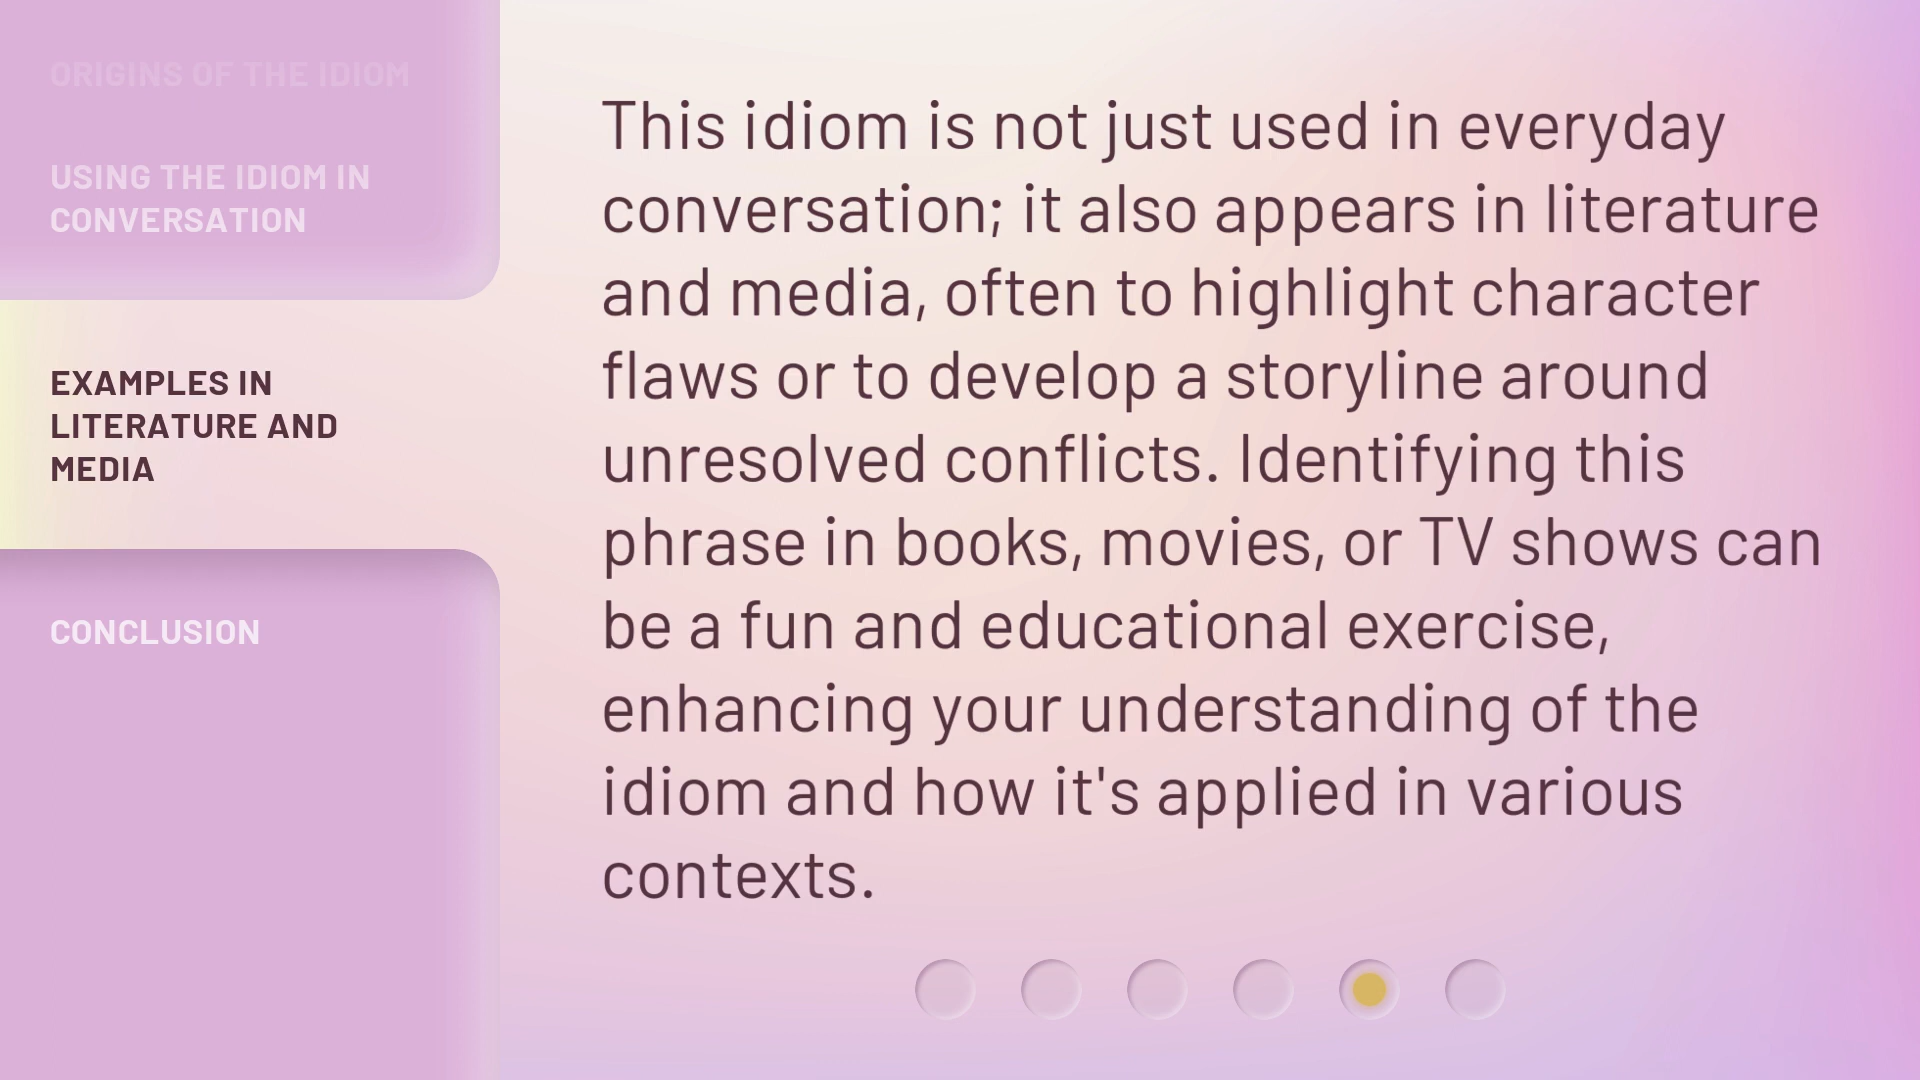 ORIGINS OF THE IDIOM
USING THE IDIOM IN
CONVERSATION
EXAMPLES IN
LITERATURE AND
MEDIA
CONCLUSION
This idiom is not just used in everyday
conversation; it also appears in literature
and media, often to highlight character
flaws or to develop a storyline around
unresolved conflicts. Identifying this
phrase in books, movies, or TV shows can
be a fun and educational exercise,
enhancing your understanding of the
idiom and how it's applied in various
contexts.